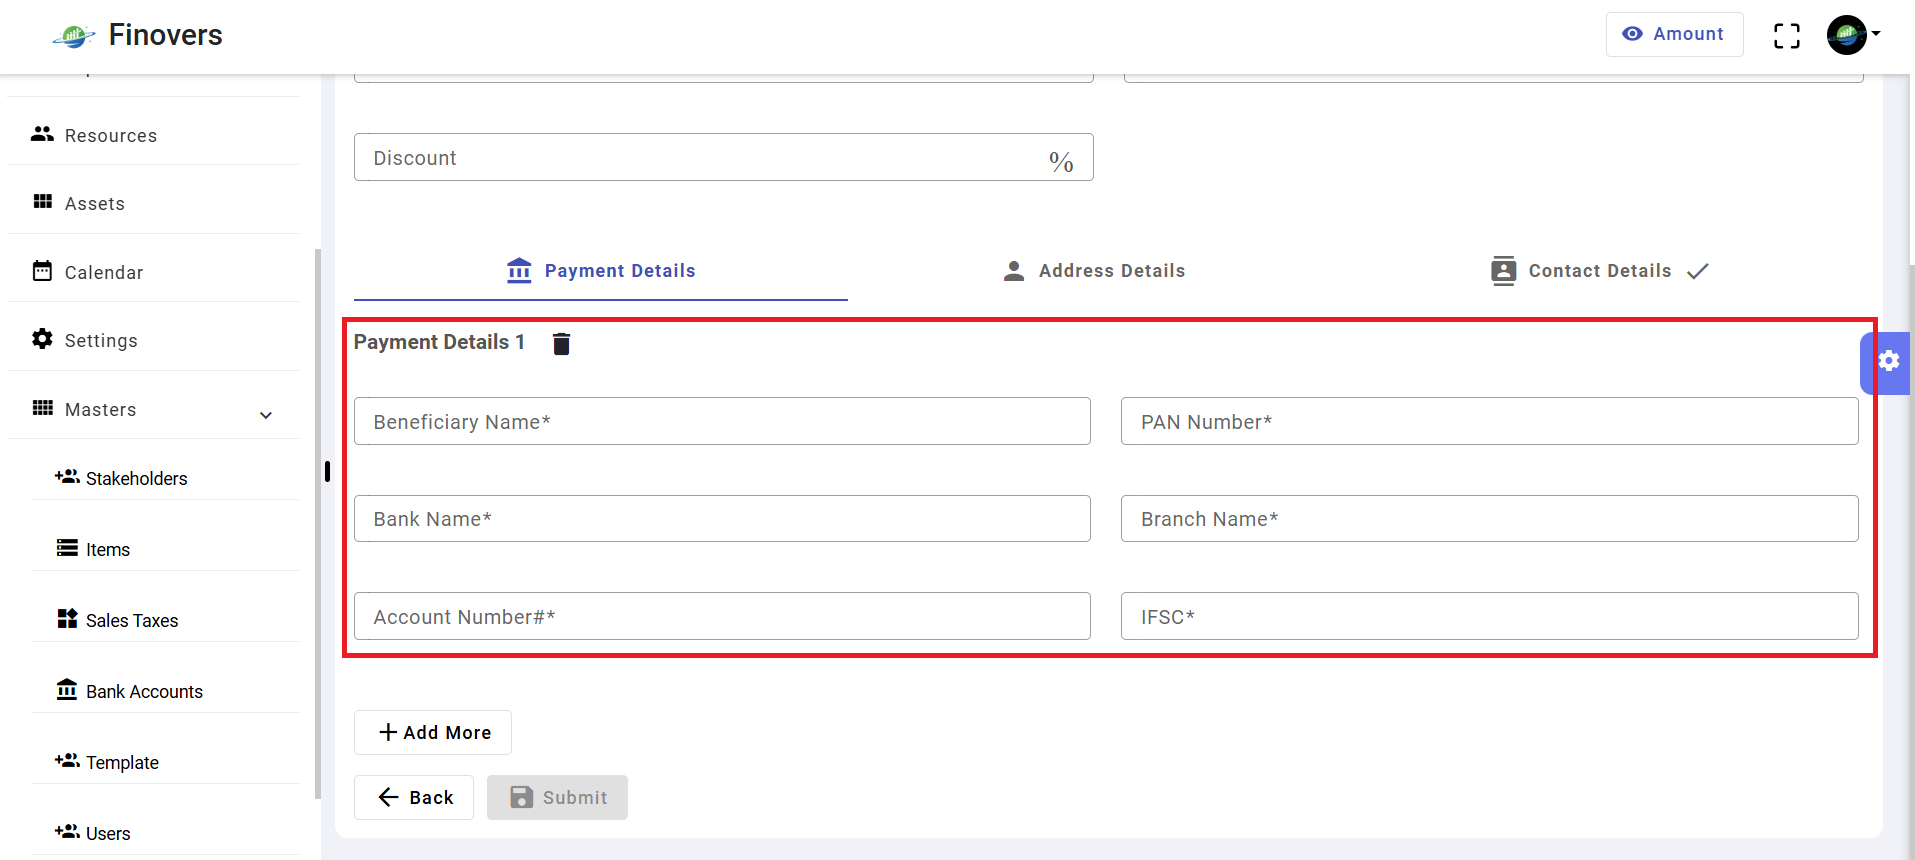 Finovers
Amount
Resources
Assets
Calendar
Settings
Masters
Stakeholders
Items
Sales Taxes
Bank Accounts
Template
Users
Discount
%
Payment Details
Address Details
Contact Details
Payment Details 1
Beneficiary Name*
PAN Number*
Bank Name*
Branch Name*
Account Number#*
IFSC*
Add More
Back
Submit